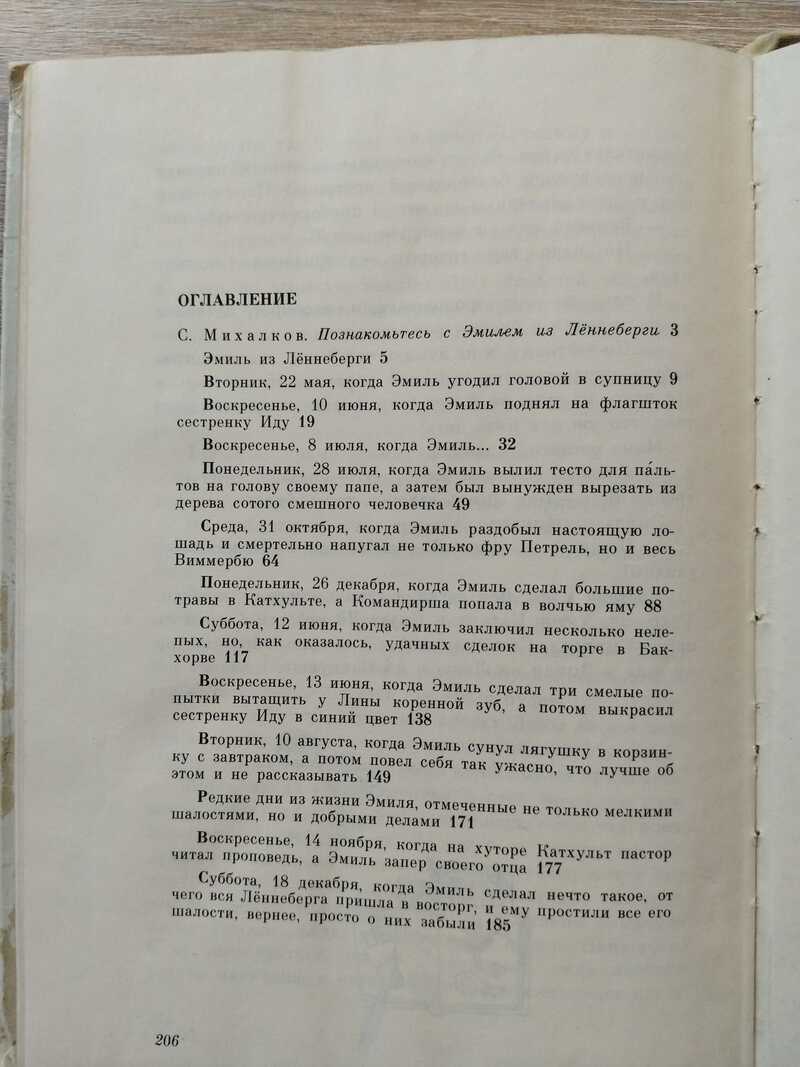 ОГЛАВЛЕНИЕ
С. Михалков. Познакомьтесь с Эмилем из Лённеберги 3
Эмиль из Лённеберги 5
Вторник, 22 мая, когда Эмиль угодил головой в супницу 9
Воскресенье, 10 июня, когда Эмиль поднял на флагшток
сестренку Иду 19
Воскресенье, 8 июля, когда Эмиль... 32
Понедельник, 28 июля, когда Эмиль вылил тесто для па́ль-
тов на голову своему папе, а затем был вынужден вырезать из
дерева сотого смешного человечка 49
Среда, 31 октября, когда Эмиль раздобыл настоящую ло-
шадь и смертельно напугал не только фру Петрель, но и весь
Виммербю 64
Понедельник, 26 декабря, когда Эмиль сделал большие по-
травы в Катхульте, а Командирша попала в волчью яму 88
Суббота, 12 июня, когда Эмиль заключил несколько неле-
пых, но, как оказалось, удачных сделок на торге в Бак-
хорве 117
Воскресенье, 13 июня, когда Эмиль сделал три смелые по-
пытки вытащить у Лины коренной зуб, а потом выкрасил
сестренку Иду в синий цвет 138
Вторник, 10 августа, когда Эмиль сунул лягушку в корзин-
ку с завтраком, а потом повел себя так ужасно, что лучше об
этом и не рассказывать 149
Редкие дни из жизни Эмиля, отмеченные не только мелкими
шалостями, но и добрыми делами 171
Воскресенье, 14 ноября, когда на хуторе Катхульт пастор
читал проповедь, а Эмиль запер своего отца 177
Суббота, 18 декабря, когда Эмиль сделал нечто такое, от
чего вся Лённеберга пришла в восторг, и ему простили все его
шалости, вернее, просто о них забыли 185
206